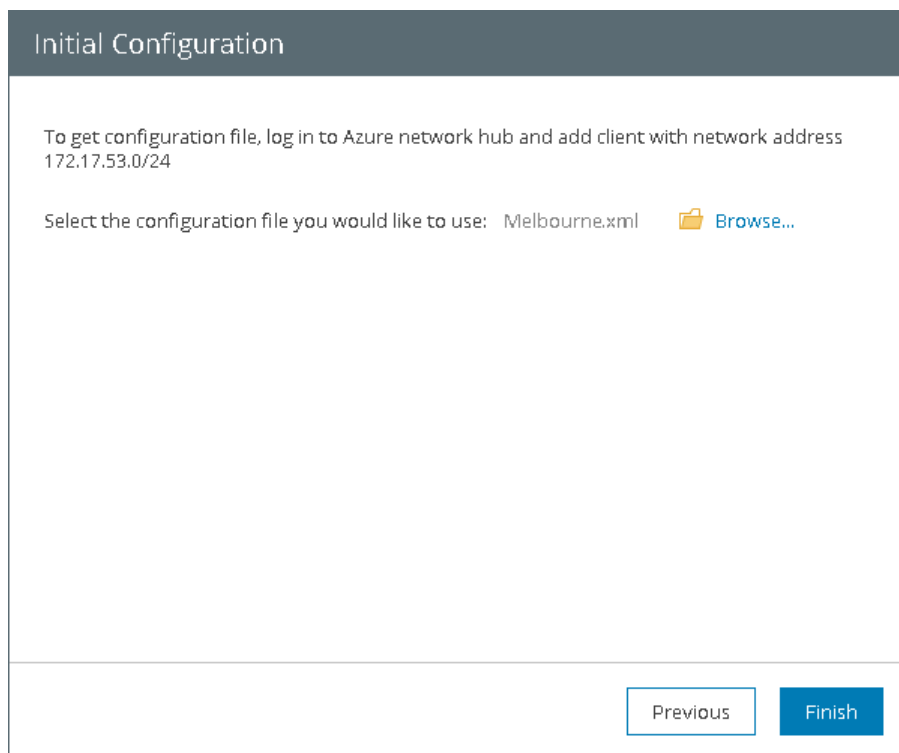 Initial Configuration
To get configuration file, log in to Azure network hub and add client with network address
172.17.53.0/24
Select the configuration file you would like to use: Melbourne.xml Browse...
Previous Finish